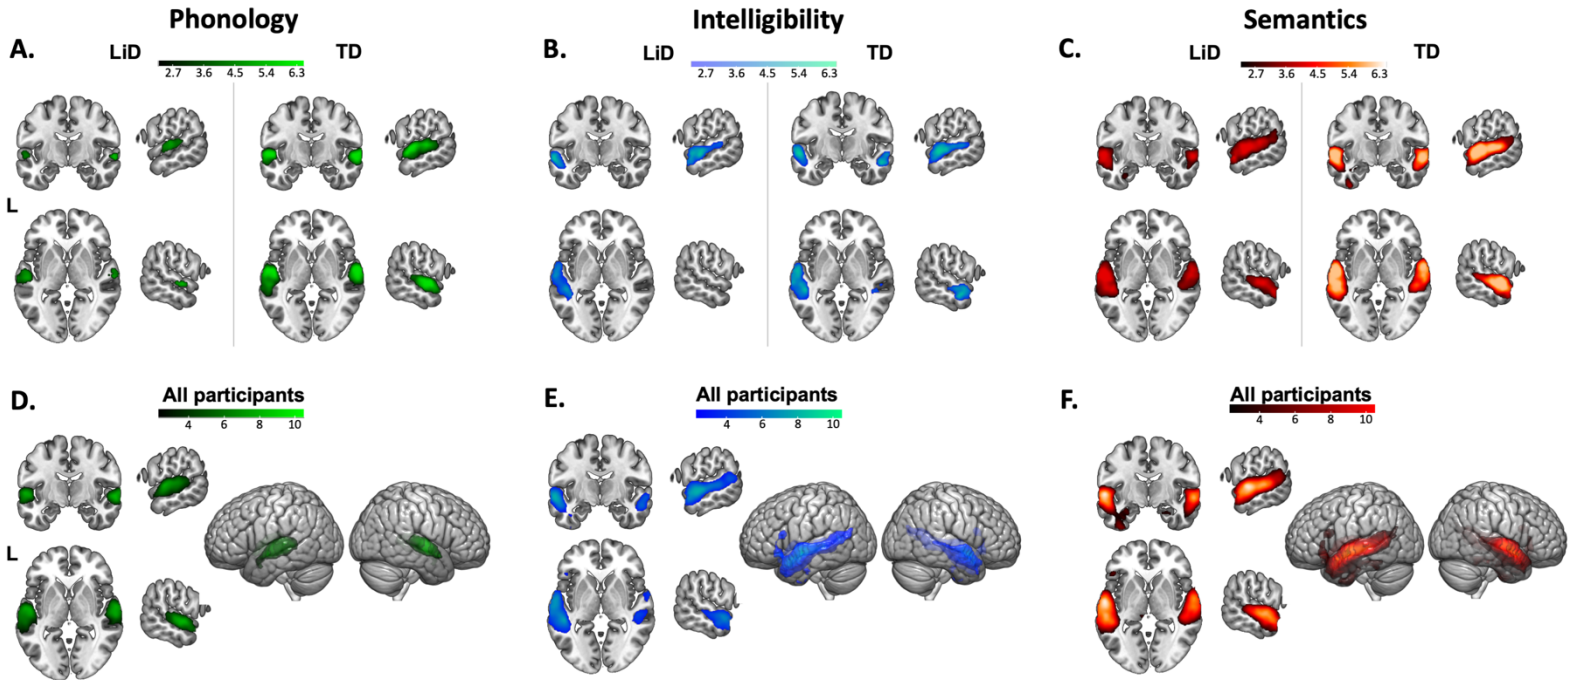 Phonology
Intelligibility
Semantics
A.
LiD
TD
2.7 3.6 4.5 5.4 6.3
B.
LiD
TD
2.7 3.6 4.5 5.4 6.3
C.
LiD
TD
2.7 3.6 4.5 5.4 6.3
L
D.
All participants
4 6 8 10
E.
All participants
4 6 8 10
F.
All participants
4 6 8 10
L